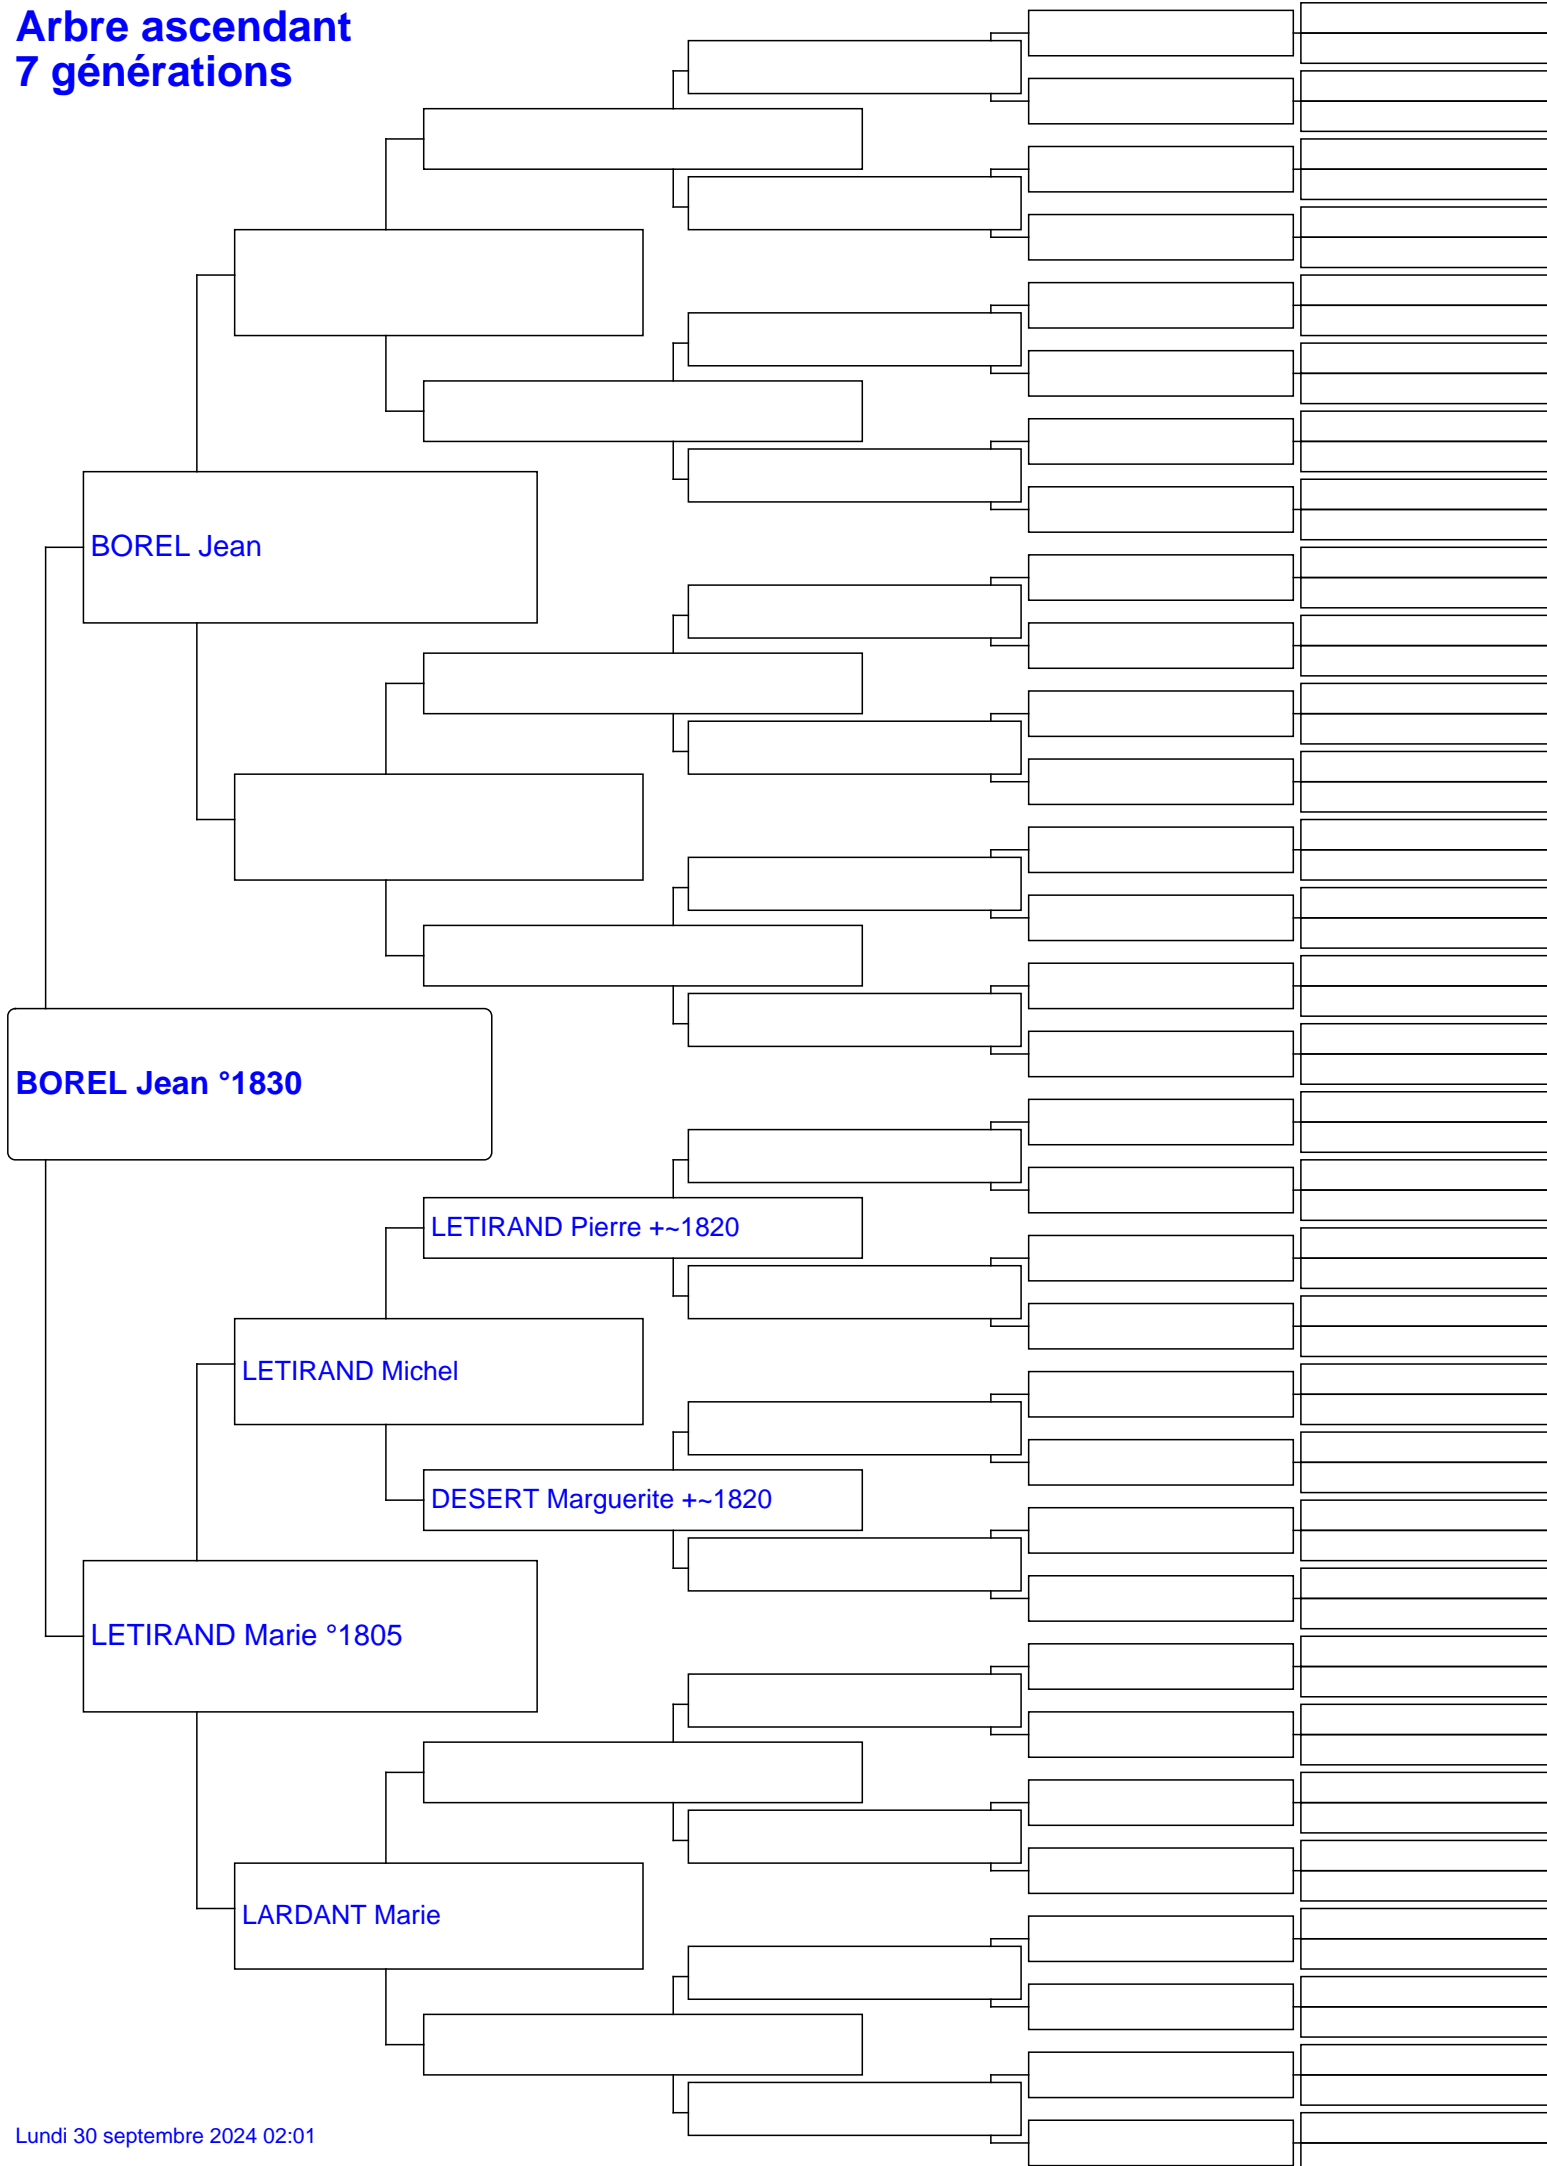 Arbre ascendant
7 générations
BOREL Jean
BOREL Jean °1830
LETIRAND Pierre +~1820
LETIRAND Michel
DESERT Marguerite +~1820
LETIRAND Marie °1805
LARDANT Marie
Lundi 30 septembre 2024 02:01